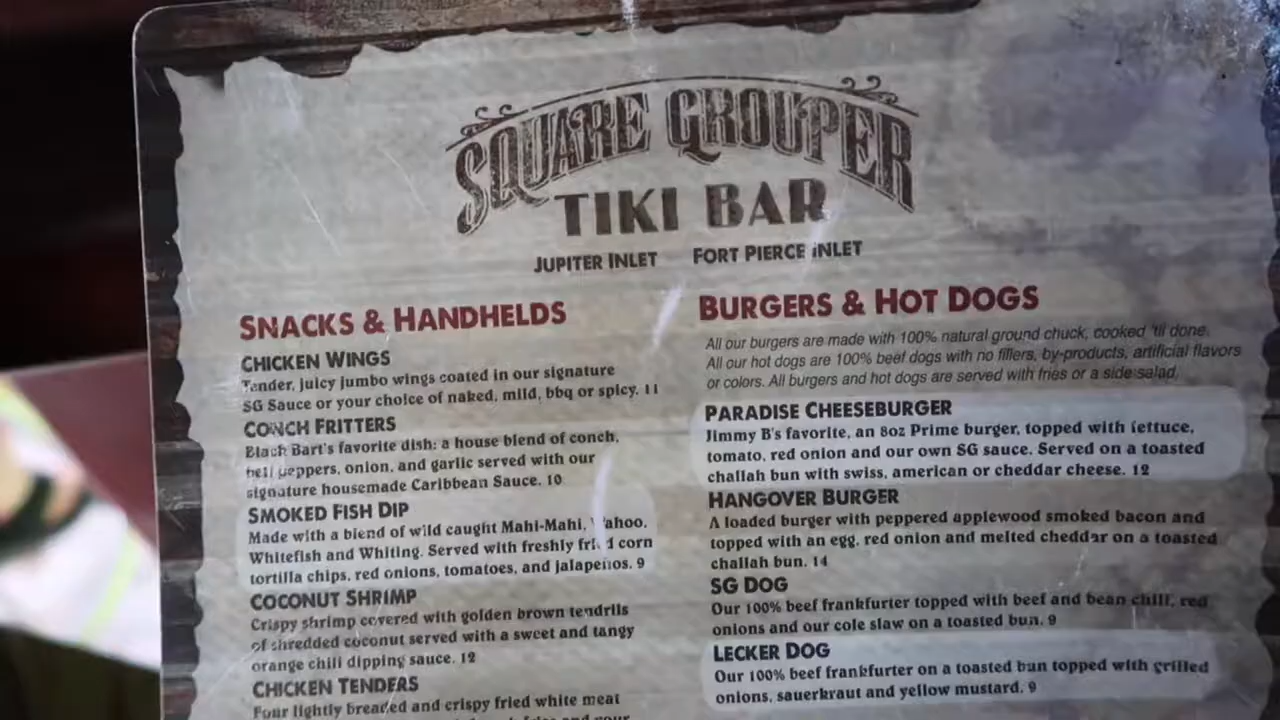 SQUARE GROUPER
TIKI BAR
JUPITER INLET FORT PIERCE INLET
SNACKS & HANDHELDS
CHICKEN WINGS
Tender, juicy jumbo wings coated in our signature
SG Sauce or your choice of naked, mild, bbq or spicy. 11
CONCH FRITTERS
Black Bart's favorite dish: a house blend of conch,
bell peppers, onion, and garlic served with our
signature housemade Caribbean Sauce. 10
SMOKED FISH DIP
Made with a blend of wild caught Mahi-Mahi, Wahoo,
Whitefish and Whiting. Served with freshly fried corn
tortilla chips, red onions, tomatoes, and jalapeños. 9
COCONUT SHRIMP
Crispy shrimp covered with golden brown tendrils
of shredded coconut served with a sweet and tangy
orange chili dipping sauce. 12
CHICKEN TENDERS
Four lightly breaded and crispy fried white meat
BURGERS & HOT DOGS
All our burgers are made with 100% natural ground chuck, cooked 'til done.
All our hot dogs are 100% beef dogs with no fillers, by-products, artificial flavors
or colors. All burgers and hot dogs are served with fries or a side salad.
PARADISE CHEESEBURGER
Jimmy B's favorite, an 8oz Prime burger, topped with lettuce,
tomato, red onion and our own SG sauce. Served on a toasted
challah bun with swiss, american or cheddar cheese. 12
HANGOVER BURGER
A loaded burger with peppered applewood smoked bacon and
topped with an egg, red onion and melted cheddar on a toasted
challah bun. 14
SG DOG
Our 100% beef frankfurter topped with beef and bean chili, red
onions and our cole slaw on a toasted bun. 9
LECKER DOG
Our 100% beef frankfurter on a toasted bun topped with grilled
onions, sauerkraut and yellow mustard. 9